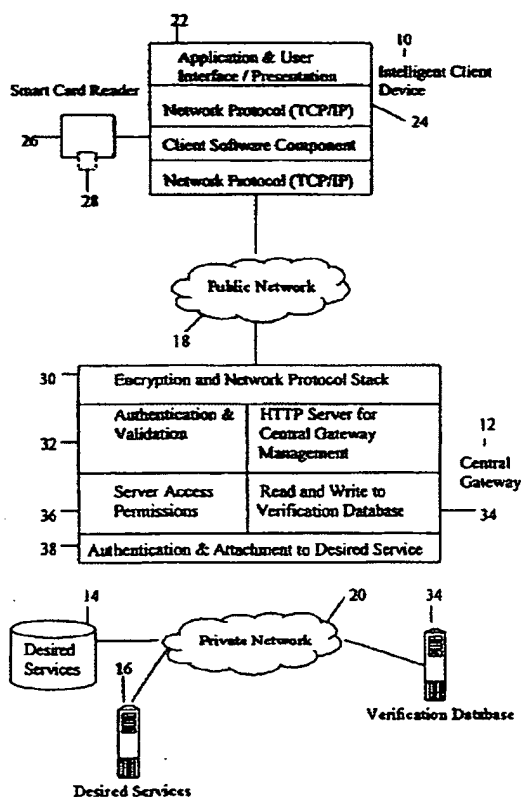 22
Application & User
Interface / Presentation
10
Intelligent Client
Device
Smart Card Reader
Network Protocol (TCP/IP)
24
26
Client Software Component
28
Network Protocol (TCP/IP)
Public Network
18
30
Encryption and Network Protocol Stack
Authentication &
Validation
HTTP Server for
Central Gateway
Management
32
12
Central
Gateway
Server Access
Permissions
Read and Write to
Verification Database
36
34
38
Authentication & Attachment to Desired Service
14
20
34
Desired
Services
Private Network
16
Verification Database
Desired Services